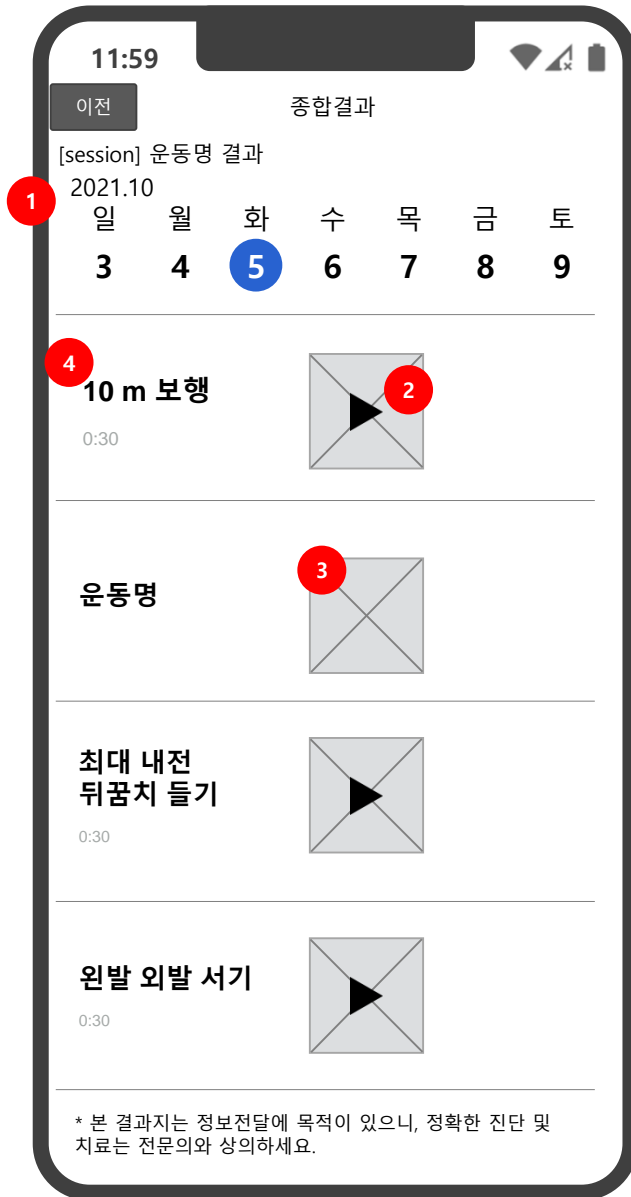 11:59
이전
종합결과
[session] 운동명 결과
1
2021.10
일 월 화 수 목 금 토
3 4 5 6 7 8 9
4
10 m 보행
2
0:30
3
운동명
최대 내전
뒤꿈치 들기
0:30
왼발 외발 서기
0:30
* 본 결과지는 정보전달에 목적이 있으니, 정확한 진단 및
치료는 전문의와 상의하세요.